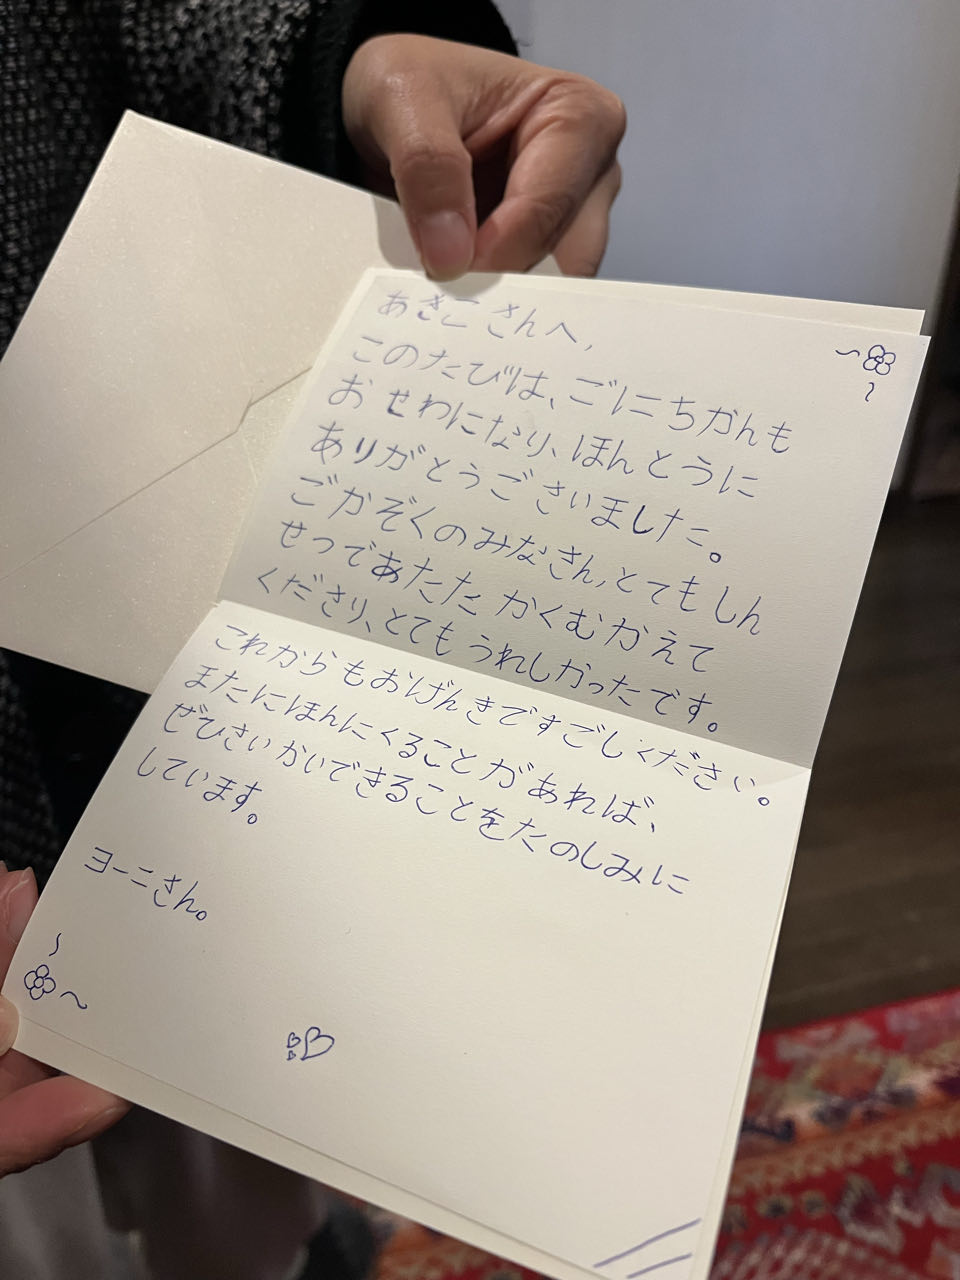 あきこ さんへ,
このたびは、ごにちかんも
お せわになり、ほんとうに
ありがとうございました。
ごかぞくのみなさん,とてもしん
せつであたたかくむかえて
くださり、とてもうれしかったです。
これからもおげんきですごしください。
またにほんにくることがあれば、
ぜひさいかいできることをたのしみに
しています。
ヨーニさん。